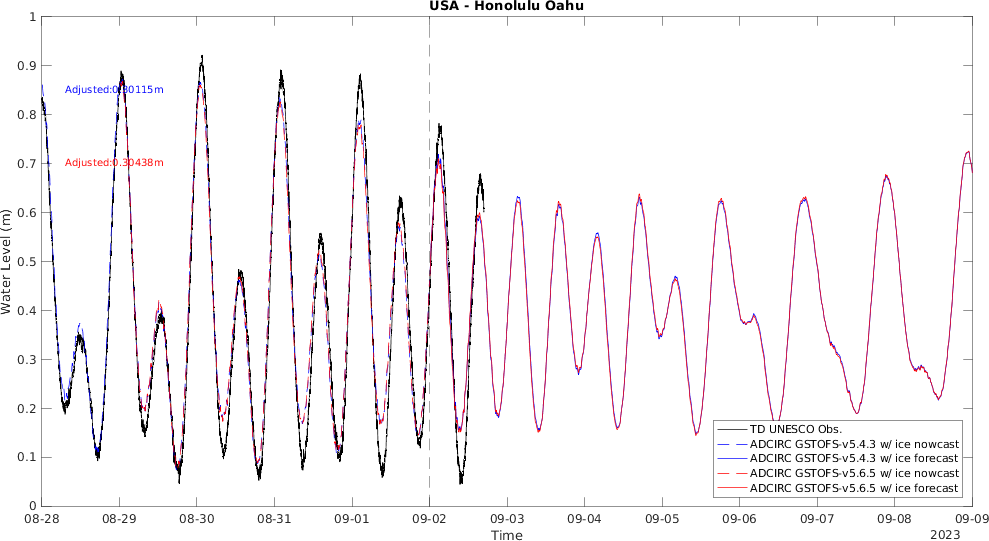 USA - Honolulu Oahu
1
0.9
0.8
0.7
0.6
0.5
0.4
0.3
0.2
0.1
0
Water Level (m)
Adjusted:0.30115m
Adjusted:0.30438m
TD UNESCO Obs.
ADCIRC GSTOFS-v5.4.3 w/ ice nowcast
ADCIRC GSTOFS-v5.4.3 w/ ice forecast
ADCIRC GSTOFS-v5.6.5 w/ ice nowcast
ADCIRC GSTOFS-v5.6.5 w/ ice forecast
08-28 08-29 08-30 08-31 09-01 09-02 09-03 09-04 09-05 09-06 09-07 09-08 09-09
Time
2023